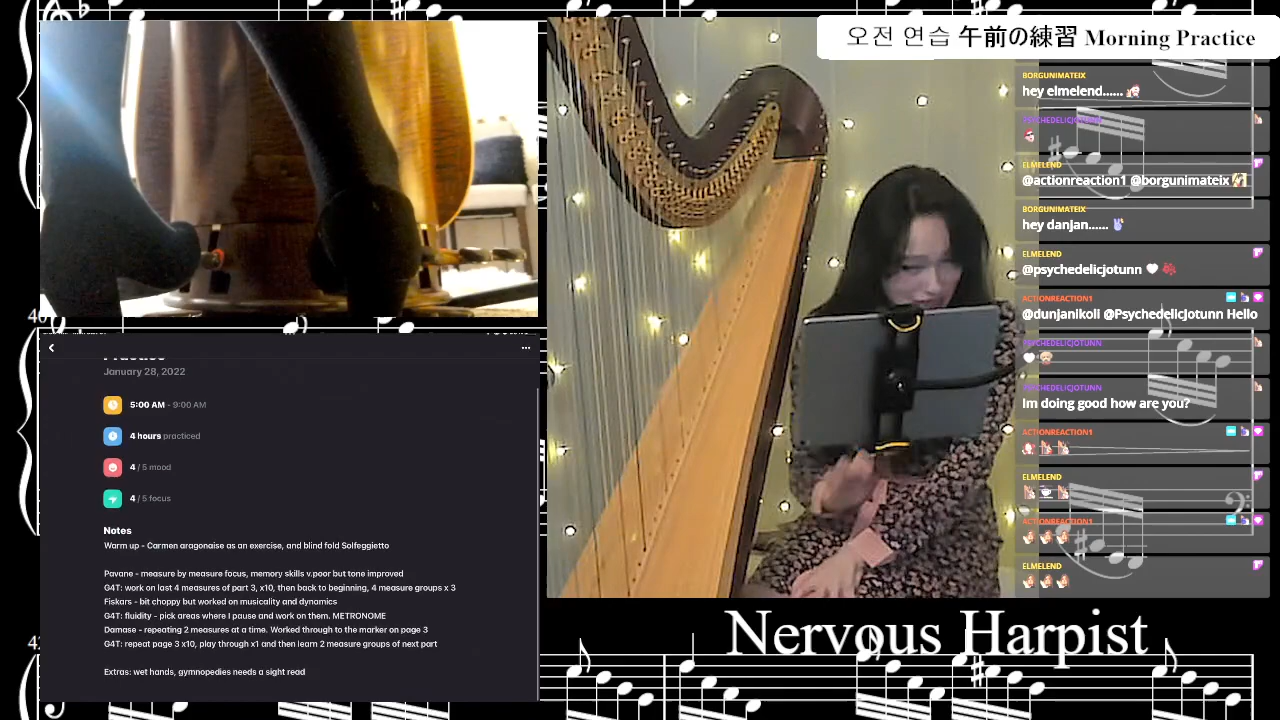 오전 연습 午前の練習 Morning Practice
BORGUNIMATEIX
hey elmelend......
PSYCHEDELICJOTUNN
ELMELEND
@actionreaction1 @borgunimateix
BORGUNIMATEIX
hey danjan......
ELMELEND
@psychedelicjotunn
ACTIONREACTION1
@dunjanikoli @Psychedelicjotunn Hello
PSYCHEDELICJOTUNN
PSYCHEDELICJOTUNN
Im doing good how are you?
ACTIONREACTION1
ELMELEND
ACTIONREACTION1
ELMELEND
Practice
January 28, 2022
5:00 AM - 9:00 AM
4 hours practiced
4 / 5 mood
4 / 5 focus
Notes
Warm up - Carmen aragonaise as an exercise, and blind fold Solfeggietto
Pavane - measure by measure focus, memory skills v.poor but tone improved
G4T: work on last 4 measures of part 3, x10, then back to beginning, 4 measure groups x 3
Fiskars - bit choppy but worked on musicality and dynamics
G4T: fluidity - pick areas where I pause and work on them. METRONOME
Damase - repeating 2 measures at a time. Worked through to the marker on page 3
G4T: repeat page 3 x10, play through x1 and then learn 2 measure groups of next part
Extras: wet hands, gymnopedies needs a sight read
Nervous Harpist